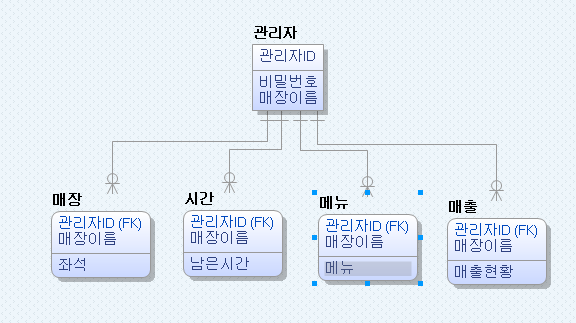 관리자
관리자ID
비밀번호
매장이름
매장
관리자ID (FK)
매장이름
좌석
시간
관리자ID (FK)
매장이름
남은시간
메뉴
관리자ID (FK)
매장이름
메뉴
매출
관리자ID (FK)
매장이름
매출현황